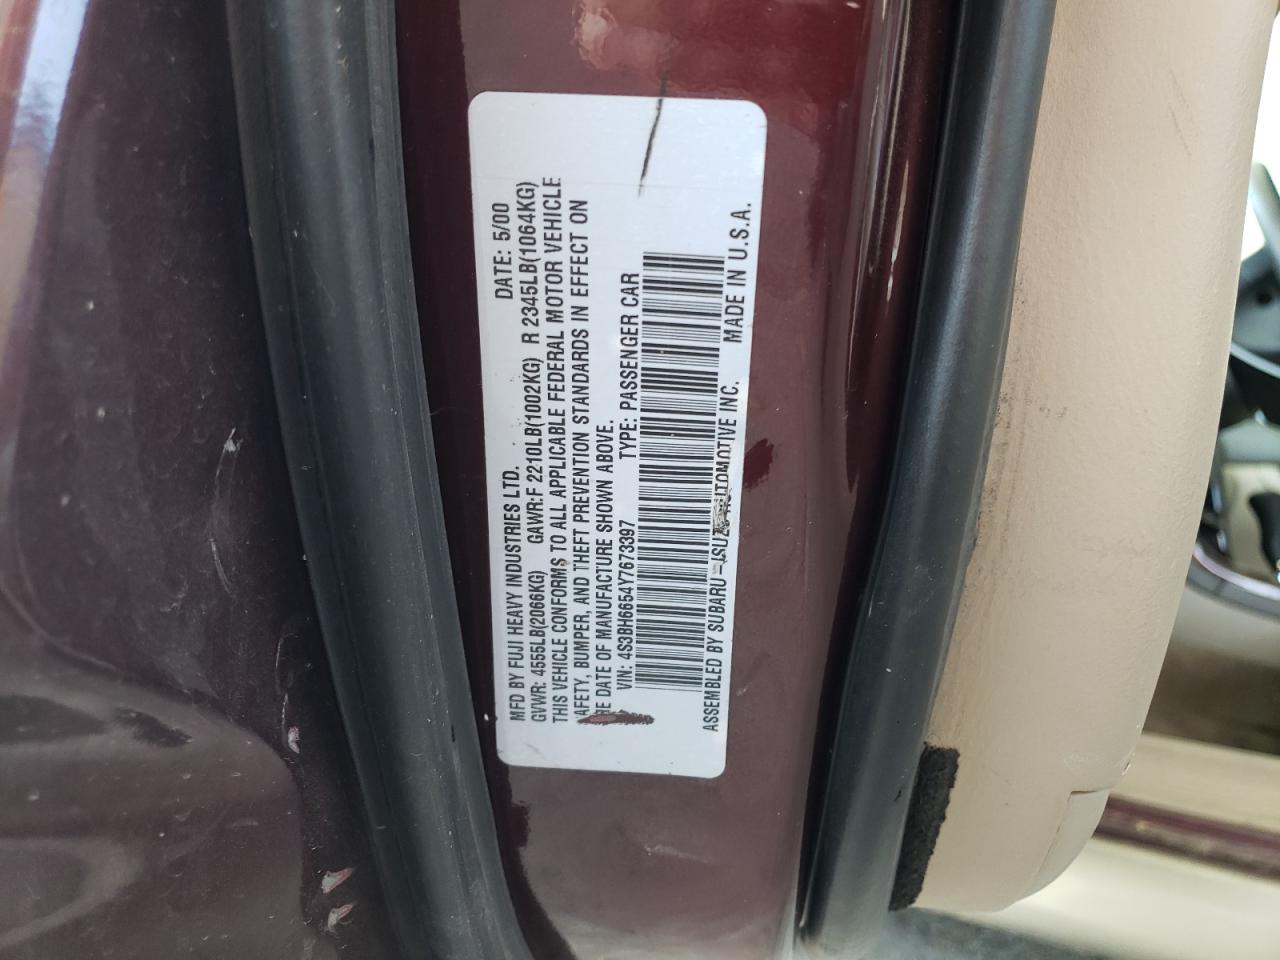 MFD BY FUJI HEAVY INDUSTRIES LTD. DATE: 5/00
GVWR: 4555LB(2066KG) GAWR:F 2210LB(1002KG) R 2345LB(1064KG)
THIS VEHICLE CONFORMS TO ALL APPLICABLE FEDERAL MOTOR VEHICLE
AFETY, BUMPER, AND THEFT PREVENTION STANDARDS IN EFFECT ON
HE DATE OF MANUFACTURE SHOWN ABOVE.
VIN: 4S3BH6654Y7673397 TYPE: PASSENGER CAR
ASSEMBLED BY SUBARU - ISUZU AUTOMOTIVE INC. MADE IN U.S.A.